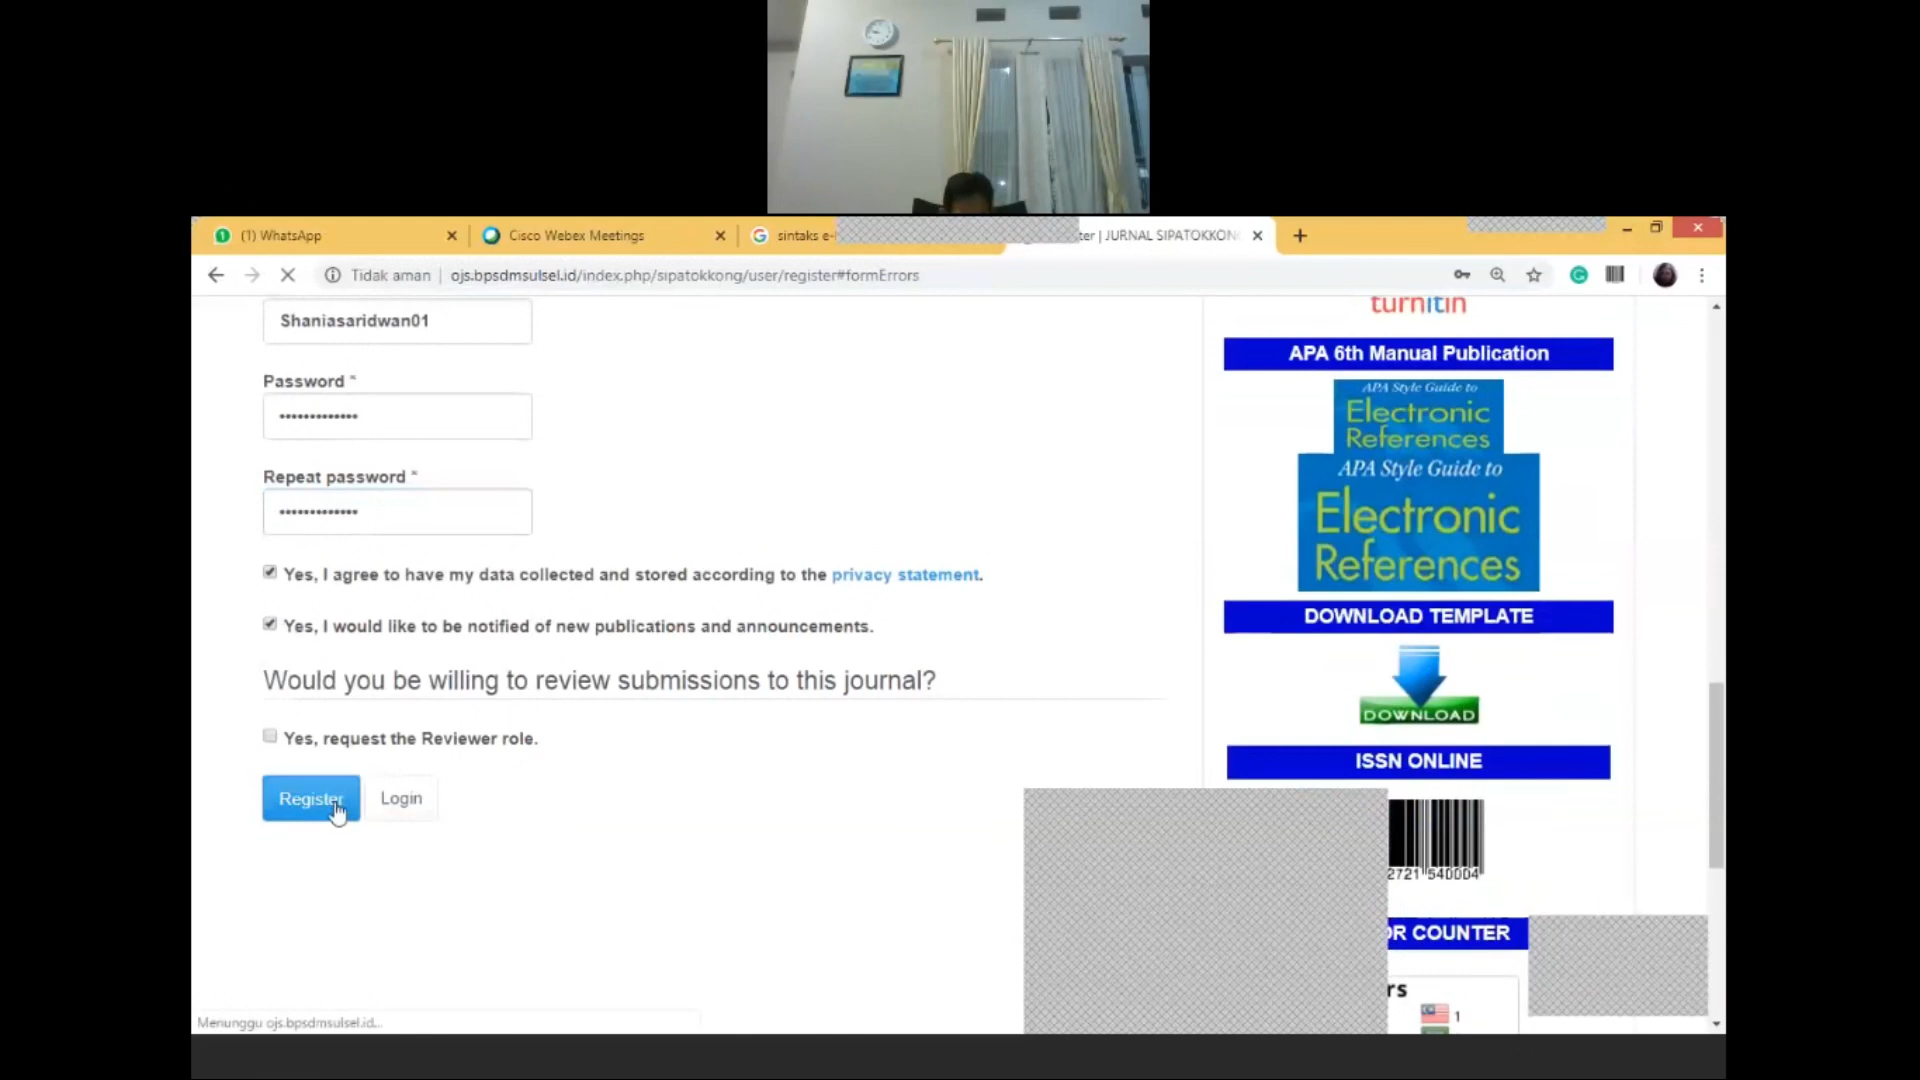 (1) WhatsApp
Cisco Webex Meetings
sintaks e-
ter | JURNAL SIPATOKKON
Tidak aman
ojs.bpsdmsulsel.id/index.php/sipatokkong/user/register#formErrors
Shaniasaridwan01
Password *
Repeat password *
Yes, I agree to have my data collected and stored according to the privacy statement.
Yes, I would like to be notified of new publications and announcements.
Would you be willing to review submissions to this journal?
Yes, request the Reviewer role.
Register
Login
turnitin
APA 6th Manual Publication
APA Style Guide to
Electronic
References
APA Style Guide to
Electronic
References
DOWNLOAD TEMPLATE
DOWNLOAD
ISSN ONLINE
2721 540004
OR COUNTER
rs
1
Menunggu ojs.bpsdmsulsel.id...